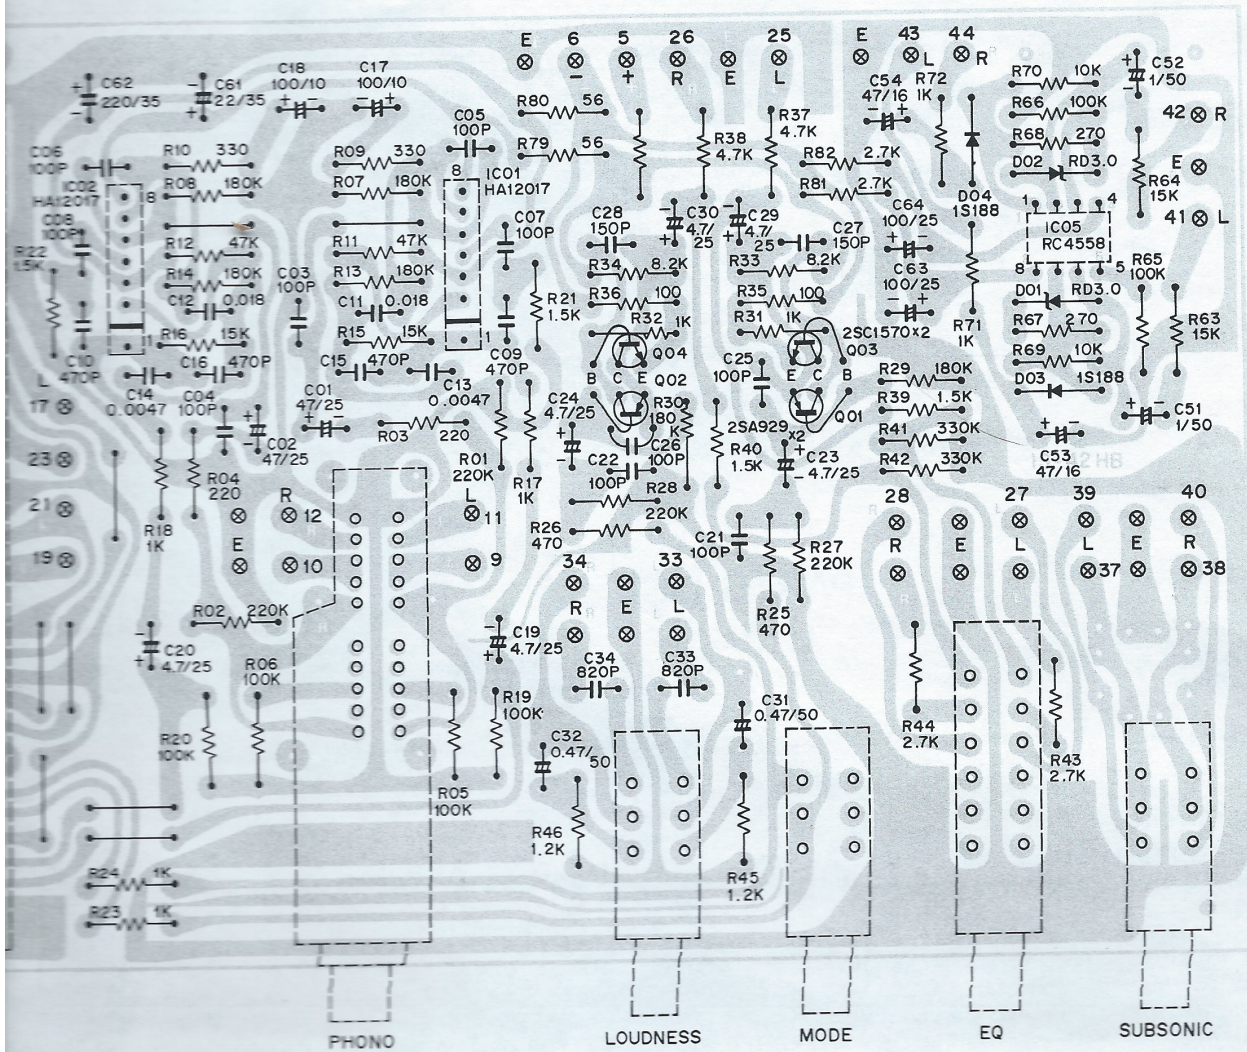 E 6 5 26 25 E 43 44
− + R E L L R
C62 220/35
C61 22/35
C18 100/10
C17 100/10
C05 100P
R80 56
R79 56
R38 4.7K
R37 4.7K
C54 47/16
R72 1K
R70 10K
R66 100K
R68 270
D02 RD3.0
C52 1/50
42 R
E
41 L
C06 100P
IC02 HA12017
8
1
C08 100P
R22 1.5K
C10 470P
R10 330
R08 180K
R12 47K
R14 180K
C12 0.018
R16 15K
C16 470P
C14 0.0047
C04 100P
C03 100P
R09 330
R07 180K
R11 47K
R13 180K
C11 0.018
R15 15K
C15 470P
C13 0.0047
IC01 HA12017
8
1
C07 100P
R21 1.5K
C09 470P
C28 150P
C30 4.7/25
C29 4.7/25
C27 150P
R34 8.2K
R36 100
R32 1K
R33 8.2K
R35 100
R31 1K
R82 2.7K
R81 2.7K
C64 100/25
C63 100/25
D04 1S188
R71 1K
1 4
IC05 RC4558
8 5
D01 RD3.0
R67 270
R69 10K
D03 1S188
R64 15K
R65 100K
R63 15K
C51 1/50
C53 47/16
2SC1570×2
Q04
Q03
B C E
E C B
Q02
Q01
2SA929 ×2
C25 100P
R30 180K
R40 1.5K
C26 100P
C22 100P
C24 4.7/25
C23 4.7/25
R28 220K
R26 470
R29 180K
R39 1.5K
R41 330K
R42 330K
C21 100P
R27 220K
R25 470
L
17
23
21
19
R18 1K
R04 220
C02 47/25
C01 47/25
R03 220
R01 220K
R17 1K
R 12
E 10
L 11
9
34 33
R E L
28 27 39 40
R E L L E R
37 38
R02 220K
C20 4.7/25
R06 100K
R20 100K
C19 4.7/25
R19 100K
R05 100K
C34 820P
C33 820P
C31 0.47/50
C32 0.47/50
R46 1.2K
R45 1.2K
R44 2.7K
R43 2.7K
R24 1K
R23 1K
PHONO LOUDNESS MODE EQ SUBSONIC